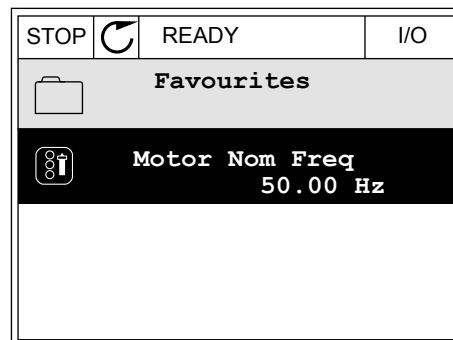 STOP READY I/O
Favourites
Motor Nom Freq
50.00 Hz